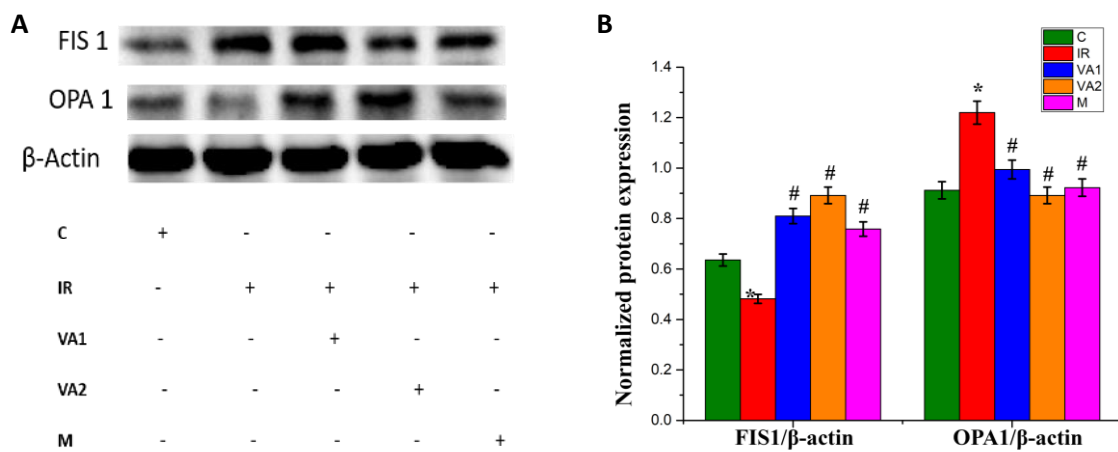 A
FIS 1
OPA 1
β-Actin
C + - - - -
IR - + + + +
VA1 - - + - -
VA2 - - - + -
M - - - - +
B
C
IR
VA1
VA2
M
Normalized protein expression
1.4
1.2
1.0
0.8
0.6
0.4
0.2
0.0
*
# # #
*
# # #
FIS1/β-actin OPA1/β-actin